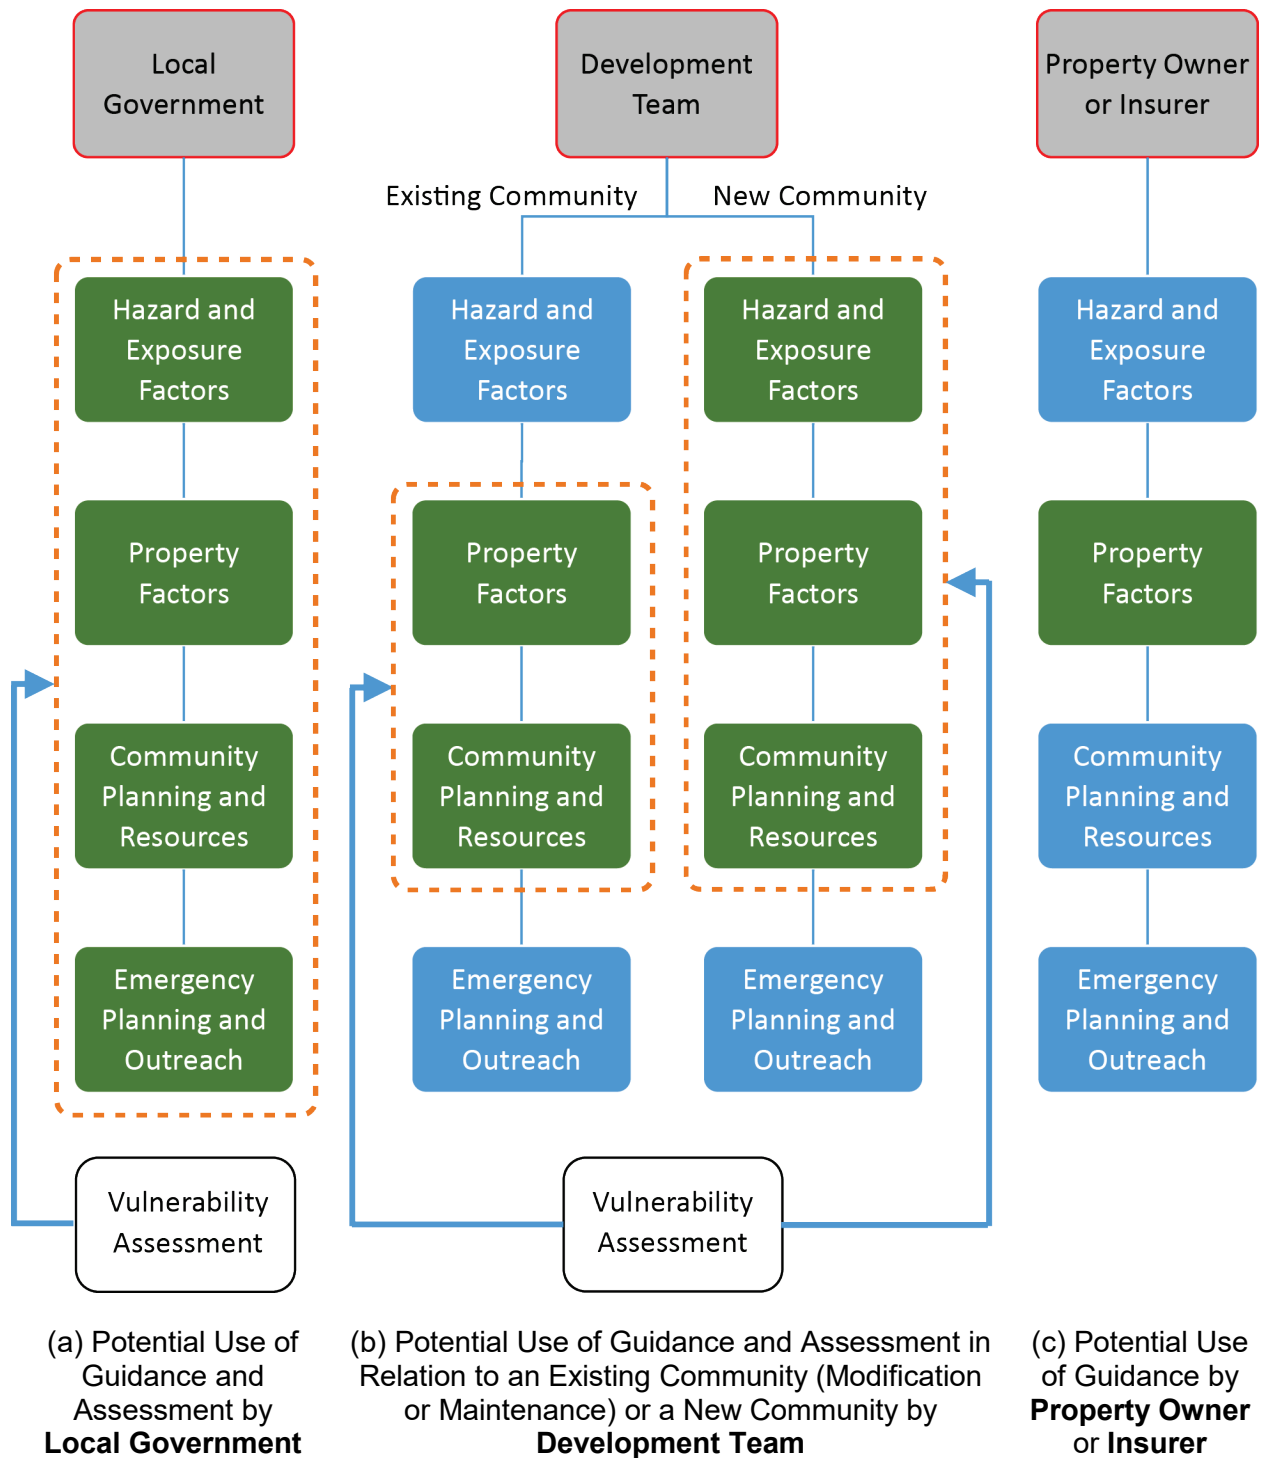 Local
Government
Development
Team
Property Owner
or Insurer
Existing Community
New Community
Hazard and
Exposure
Factors
Hazard and
Exposure
Factors
Hazard and
Exposure
Factors
Hazard and
Exposure
Factors
Property
Factors
Property
Factors
Property
Factors
Property
Factors
Community
Planning and
Resources
Community
Planning and
Resources
Community
Planning and
Resources
Community
Planning and
Resources
Emergency
Planning and
Outreach
Emergency
Planning and
Outreach
Emergency
Planning and
Outreach
Emergency
Planning and
Outreach
Vulnerability
Assessment
Vulnerability
Assessment
(a) Potential Use of
Guidance and
Assessment by
Local Government
(b) Potential Use of Guidance and Assessment in
Relation to an Existing Community (Modification
or Maintenance) or a New Community by
Development Team
(c) Potential Use
of Guidance by
Property Owner
or Insurer